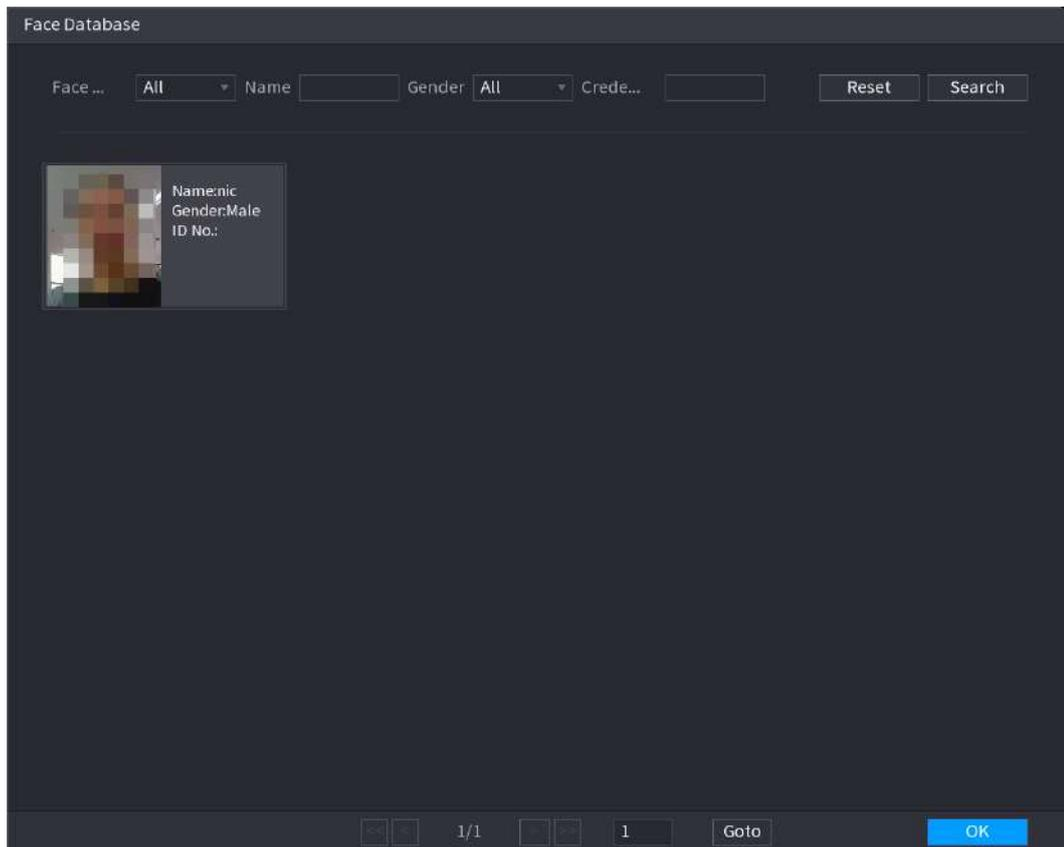 Face Database
Face ... All Name Gender All Crede... Reset Search
Name:nic
Gender:Male
ID No.:
<< < 1/1 > >> 1 Goto OK